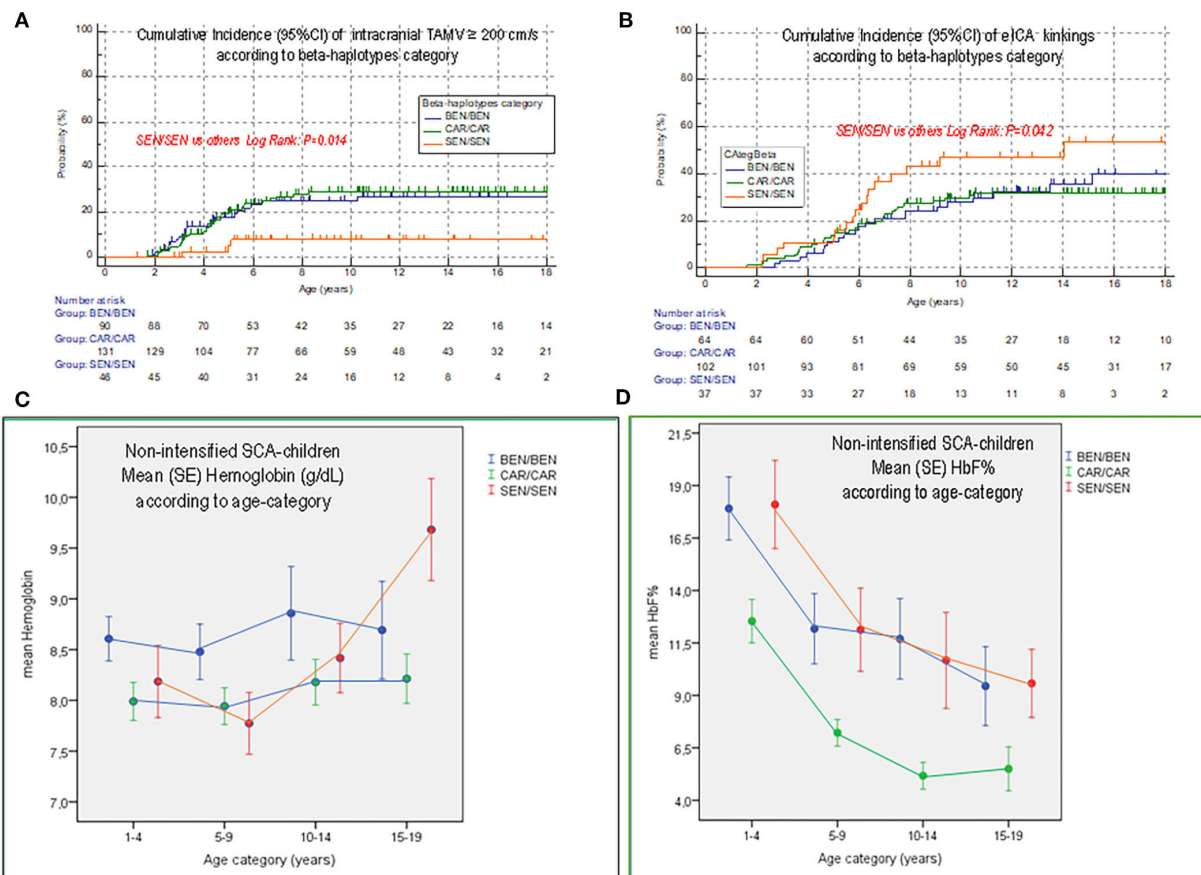 A
Cumulative Incidence (95%CI) of intracranial TAMV ≥ 200 cm/s
according to beta-haplotypes category
Probability (%)
100
80
60
40
20
0
Beta-haplotypes category
BEN/BEN
CAR/CAR
SEN/SEN
SEN/SEN vs others Log Rank: P=0.014
0 2 4 6 8 10 12 14 16 18
Age (years)
Number at risk
Group: BEN/BEN
90 88 70 53 42 35 27 22 16 14
Group: CAR/CAR
131 129 104 77 66 59 48 43 32 21
Group: SEN/SEN
46 45 40 31 24 16 12 8 4 2
B
Cumulative Incidence (95%CI) of eICA kinkings
according to beta-haplotypes category
Probability (%)
100
80
60
40
20
0
SEN/SEN vs others Log Rank: P=0.042
CAtegBeta
BEN/BEN
CAR/CAR
SEN/SEN
0 2 4 6 8 10 12 14 16 18
Age (years)
Number at risk
Group: BEN/BEN
64 64 60 51 44 35 27 18 12 10
Group: CAR/CAR
102 101 93 81 69 59 50 45 31 17
Group: SEN/SEN
37 37 33 27 18 13 11 8 3 2
C
Non-intensified SCA-children
Mean (SE) Hemoglobin (g/dL)
according to age-category
BEN/BEN
CAR/CAR
SEN/SEN
mean Hemoglobin
10,5
10,0
9,5
9,0
8,5
8,0
7,5
7,0
1-4 5-9 10-14 15-19
Age category (years)
D
Non-intensified SCA-children
Mean (SE) HbF%
according to age-category
BEN/BEN
CAR/CAR
SEN/SEN
mean HbF%
21,5
19,0
16,5
14,0
11,5
9,0
6,5
4,0
1-4 5-9 10-14 15-19
Age category (years)